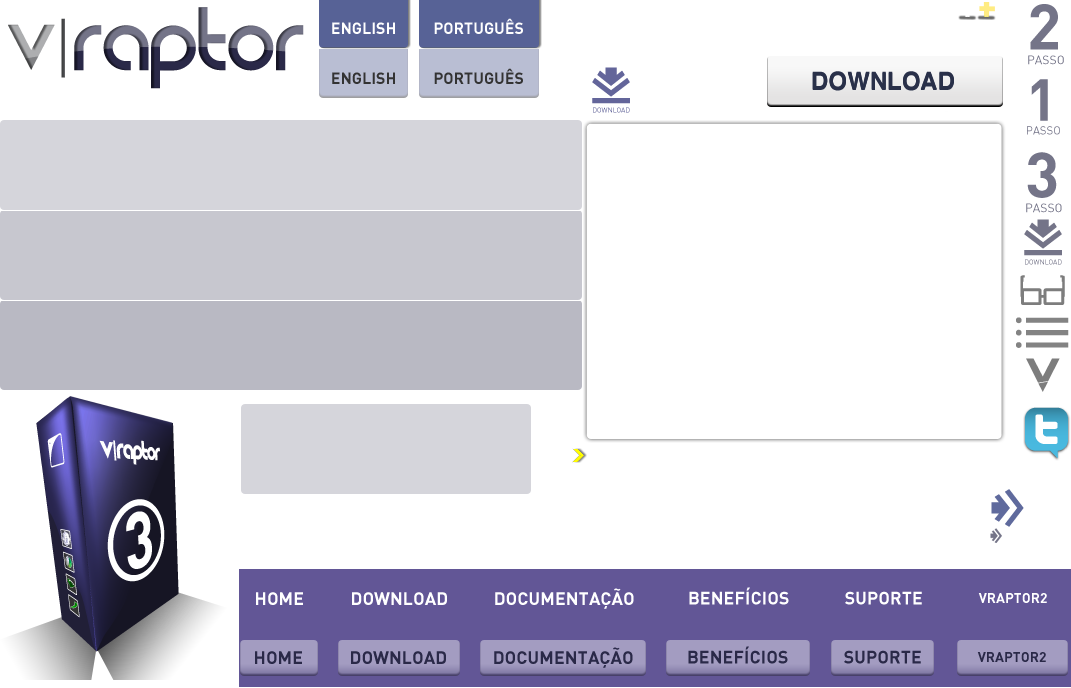 v|raptor
ENGLISH PORTUGUÊS
ENGLISH PORTUGUÊS
DOWNLOAD
DOWNLOAD
2
PASSO
1
PASSO
3
PASSO
DOWNLOAD
v|raptor
3
HOME DOWNLOAD DOCUMENTAÇÃO BENEFÍCIOS SUPORTE VRAPTOR2
HOME DOWNLOAD DOCUMENTAÇÃO BENEFÍCIOS SUPORTE VRAPTOR2